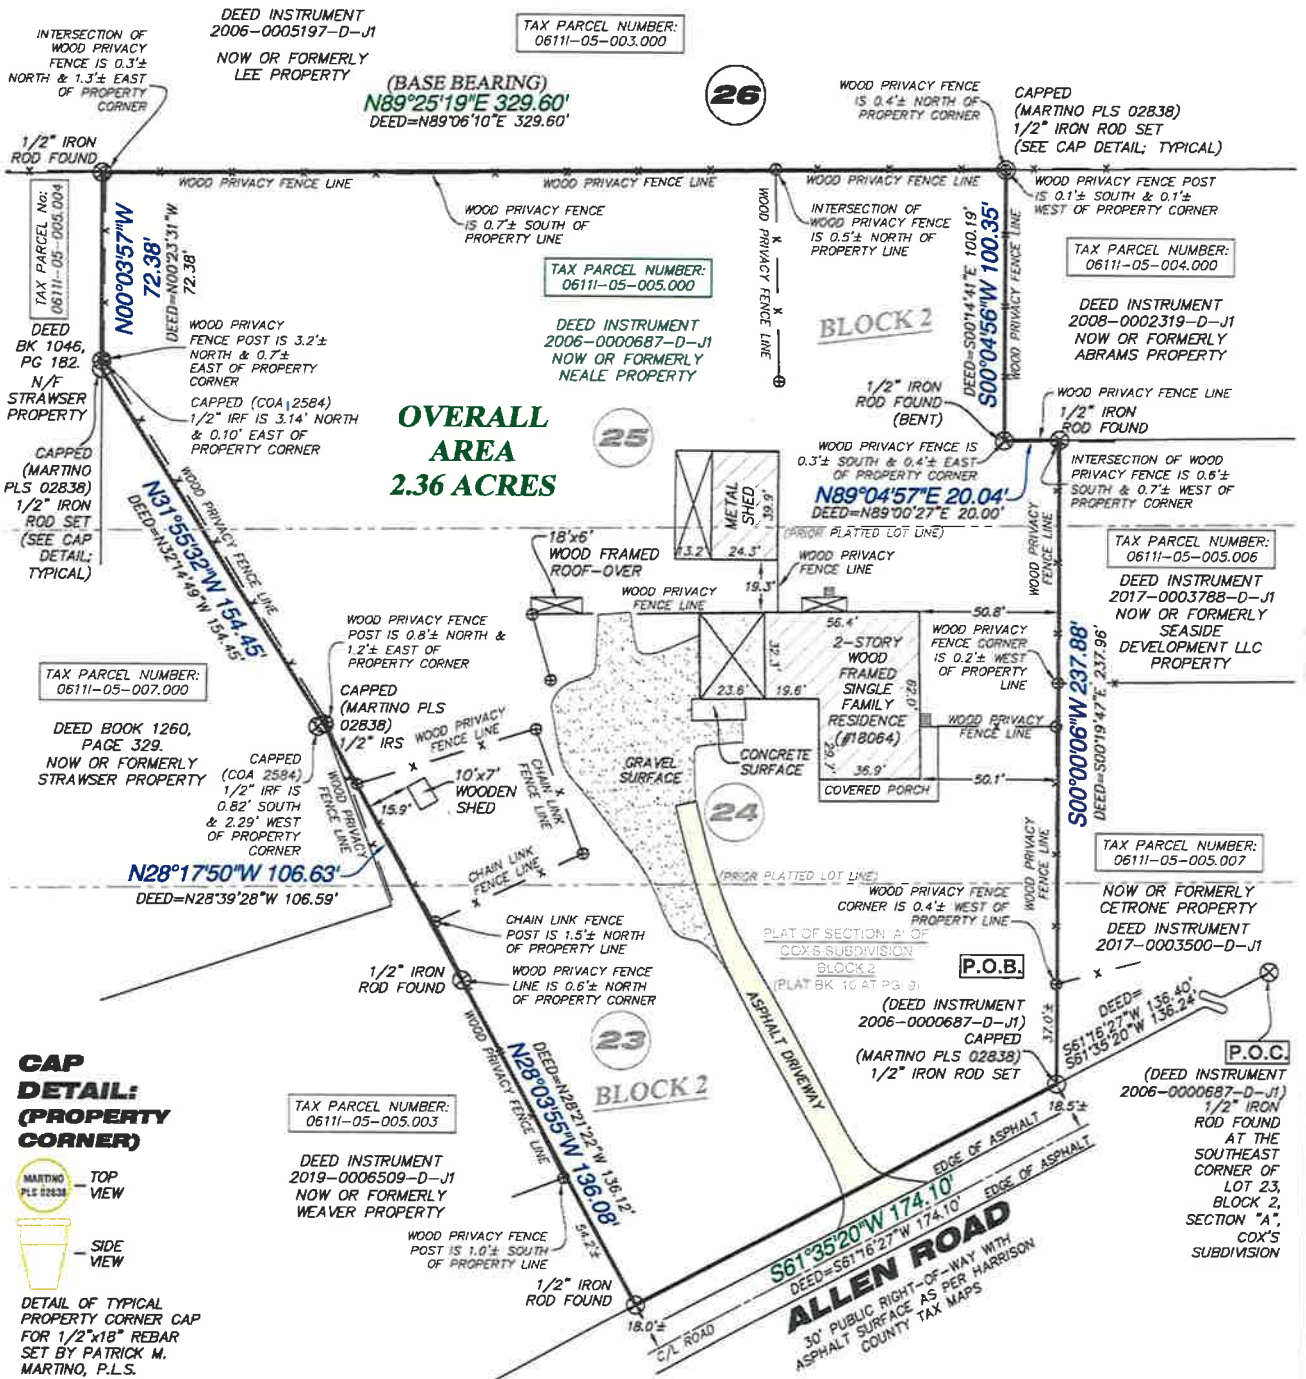 DEED INSTRUMENT
2006-0005197-D-J1
NOW OR FORMERLY
LEE PROPERTY
TAX PARCEL NUMBER:
0611I-05-003.000
INTERSECTION OF
WOOD PRIVACY
FENCE IS 0.3'±
NORTH & 1.3'± EAST
OF PROPERTY
CORNER
(BASE BEARING)
N89°25'19"E 329.60'
DEED=N89°06'10"E 329.60'
26
WOOD PRIVACY FENCE
IS 0.4'± NORTH OF
PROPERTY CORNER
CAPPED
(MARTINO PLS 02838)
1/2" IRON ROD SET
(SEE CAP DETAIL; TYPICAL)
1/2" IRON
ROD FOUND
WOOD PRIVACY FENCE LINE
WOOD PRIVACY FENCE LINE
WOOD PRIVACY FENCE LINE
WOOD PRIVACY FENCE
IS 0.7'± SOUTH OF
PROPERTY LINE
INTERSECTION OF
WOOD PRIVACY
FENCE IS 0.5'± NORTH OF
PROPERTY LINE
WOOD PRIVACY FENCE POST
IS 0.1'± SOUTH & 0.1'±
WEST OF PROPERTY CORNER
TAX PARCEL No:
0611I-05-005.004
N00°03'57"W
72.38'
DEED=N00°23'31"W
72.38'
WOOD PRIVACY FENCE LINE
DEED=S00°14'41"E 100.19'
S00°04'56"W 100.35'
WOOD PRIVACY FENCE LINE
TAX PARCEL NUMBER:
0611I-05-004.000
DEED INSTRUMENT
2008-0002319-D-J1
NOW OR FORMERLY
ABRAMS PROPERTY
TAX PARCEL NUMBER:
0611I-05-005.000
DEED INSTRUMENT
2006-0000687-D-J1
NOW OR FORMERLY
NEALE PROPERTY
BLOCK 2
DEED
BK 1046,
PG 182.
N/F
STRAWSER
PROPERTY
WOOD PRIVACY
FENCE POST IS 3.2'±
NORTH & 0.7'±
EAST OF PROPERTY
CORNER
CAPPED (COA 2584)
1/2" IRF IS 3.14' NORTH
& 0.10' EAST OF
PROPERTY CORNER
OVERALL
AREA
2.36 ACRES
25
1/2" IRON
ROD FOUND
(BENT)
WOOD PRIVACY FENCE LINE
1/2" IRON
ROD FOUND
WOOD PRIVACY FENCE IS
0.3'± SOUTH & 0.4'± EAST
OF PROPERTY CORNER
N89°04'57"E 20.04'
DEED=N89°00'27"E 20.00'
INTERSECTION OF WOOD
PRIVACY FENCE IS 0.6'±
SOUTH & 0.7'± WEST OF
PROPERTY CORNER
CAPPED
(MARTINO
PLS 02838)
1/2" IRON
ROD SET
(SEE CAP
DETAIL;
TYPICAL)
WOOD PRIVACY FENCE LINE
N31°55'32"W 154.45'
DEED=N32°14'49"W 154.45'
METAL
SHED
39.9'
13.2'
24.3'
(PRIOR PLATTED LOT LINE)
WOOD PRIVACY
FENCE LINE
19.3'
18'x6'
WOOD FRAMED
ROOF-OVER
WOOD PRIVACY
FENCE LINE
WOOD PRIVACY
FENCE LINE
TAX PARCEL NUMBER:
0611I-05-005.006
DEED INSTRUMENT
2017-0003788-D-J1
NOW OR FORMERLY
SEASIDE
DEVELOPMENT LLC
PROPERTY
50.8'
56.4'
2-STORY
WOOD
FRAMED
SINGLE
FAMILY
RESIDENCE
(#18064)
32.3'
23.6'
19.6'
62.0'
29.7'
36.9'
COVERED PORCH
WOOD PRIVACY
FENCE CORNER
IS 0.2'± WEST
OF PROPERTY
LINE
WOOD PRIVACY
FENCE LINE
50.1'
S00°00'06"W 237.88'
DEED=S00°19'47"E 237.96'
WOOD PRIVACY FENCE
POST IS 0.8'± NORTH &
1.2'± EAST OF
PROPERTY CORNER
TAX PARCEL NUMBER:
0611I-05-007.000
DEED BOOK 1260,
PAGE 329.
NOW OR FORMERLY
STRAWSER PROPERTY
CAPPED
(MARTINO PLS
02838)
1/2" IRS
WOOD PRIVACY
FENCE LINE
CHAIN LINK
FENCE LINE
GRAVEL
SURFACE
CONCRETE
SURFACE
CAPPED
(COA 2584)
1/2" IRF IS
0.82' SOUTH
& 2.29' WEST
OF PROPERTY
CORNER
WOOD PRIVACY
FENCE LINE
15.9'
10'x7'
WOODEN
SHED
24
N28°17'50"W 106.63'
DEED=N28°39'28"W 106.59'
CHAIN LINK
FENCE LINE
CHAIN LINK FENCE
POST IS 1.5'± NORTH
OF PROPERTY LINE
(PRIOR PLATTED LOT LINE)
WOOD PRIVACY
FENCE LINE
TAX PARCEL NUMBER:
0611I-05-005.007
NOW OR FORMERLY
CETRONE PROPERTY
DEED INSTRUMENT
2017-0003500-D-J1
WOOD PRIVACY FENCE
CORNER IS 0.4'± WEST OF
PROPERTY LINE
PLAT OF SECTION 'A' OF
COX'S SUBDIVISION
BLOCK 2
(PLAT BK. 10 AT PG. 9)
1/2" IRON
ROD FOUND
WOOD PRIVACY FENCE
LINE IS 0.6'± NORTH
OF PROPERTY CORNER
P.O.B.
(DEED INSTRUMENT
2006-0000687-D-J1)
CAPPED
(MARTINO PLS 02838)
1/2" IRON ROD SET
37.0'±
DEED=
S61°16'27"W 136.40'
S61°35'20"W 136.24'
P.O.C.
(DEED INSTRUMENT
2006-0000687-D-J1)
1/2" IRON
ROD FOUND
AT THE
SOUTHEAST
CORNER OF
LOT 23,
BLOCK 2,
SECTION "A",
COX'S
SUBDIVISION
ASPHALT DRIVEWAY
23
BLOCK 2
WOOD PRIVACY FENCE LINE
DEED=N28°21'22"W 136.12'
N28°03'55"W 136.08'
54.2'±
TAX PARCEL NUMBER:
0611I-05-005.003
DEED INSTRUMENT
2019-0006509-D-J1
NOW OR FORMERLY
WEAVER PROPERTY
WOOD PRIVACY FENCE
POST IS 1.0'± SOUTH
OF PROPERTY LINE
1/2" IRON
ROD FOUND
18.5'±
EDGE OF ASPHALT
EDGE OF ASPHALT
S61°35'20"W 174.10'
DEED=S61°16'27"W 174.10'
ALLEN ROAD
30' PUBLIC RIGHT-OF-WAY WITH
ASPHALT SURFACE AS PER HARRISON
COUNTY TAX MAPS
18.0'±
C/L ROAD
CAP
DETAIL:
(PROPERTY
CORNER)
MARTINO
PLS 02838
TOP
VIEW
SIDE
VIEW
DETAIL OF TYPICAL
PROPERTY CORNER CAP
FOR 1/2"x18" REBAR
SET BY PATRICK M.
MARTINO, P.L.S.